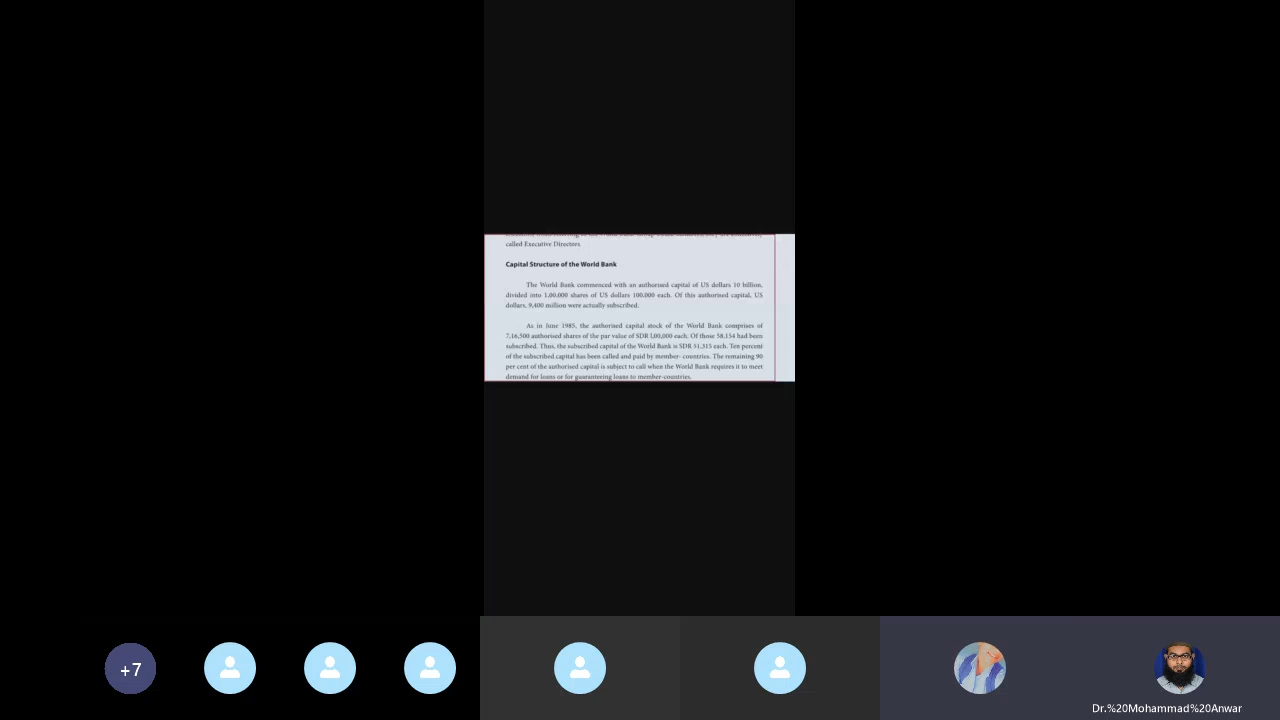 called Executive Directors.
Capital Structure of the World Bank
The World Bank commenced with an authorised capital of US dollars 10 billion,
divided into 1,00,000 shares of US dollars 100,000 each. Of this authorised capital, US
dollars, 9,400 million were actually subscribed.
As in June 1985, the authorised capital stock of the World Bank comprises of
7,16,500 authorised shares of the par value of SDR 1,00,000 each. Of those 58,154 had been
subscribed. Thus, the subscribed capital of the World Bank is SDR 51,315 each. Ten percent
of the subscribed capital has been called and paid by member- countries. The remaining 90
per cent of the authorised capital is subject to call when the World Bank requires it to meet
demand for loans or for guaranteering loans to member-countries.
+7
Dr.%20Mohammad%20Anwar